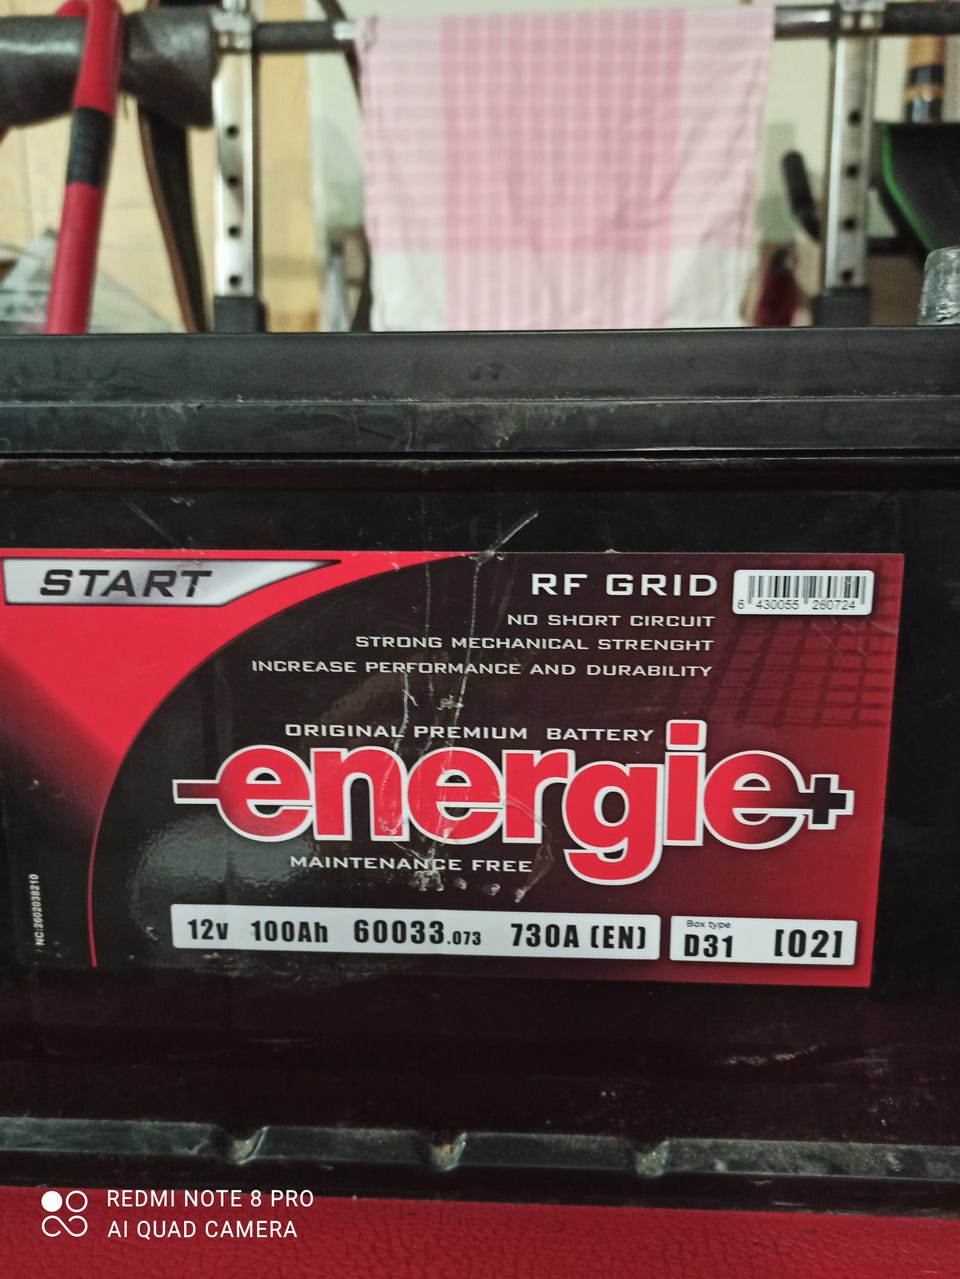 START
RF GRID
6 430055 260724
NO SHORT CIRCUIT
STRONG MECHANICAL STRENGHT
INCREASE PERFORMANCE AND DURABILITY
ORIGINAL PREMIUM BATTERY
energie+
MAINTENANCE FREE
12v 100Ah 60033.073 730A (EN)
Box type
D31 [02]
NC:2602038210
REDMI NOTE 8 PRO
AI QUAD CAMERA